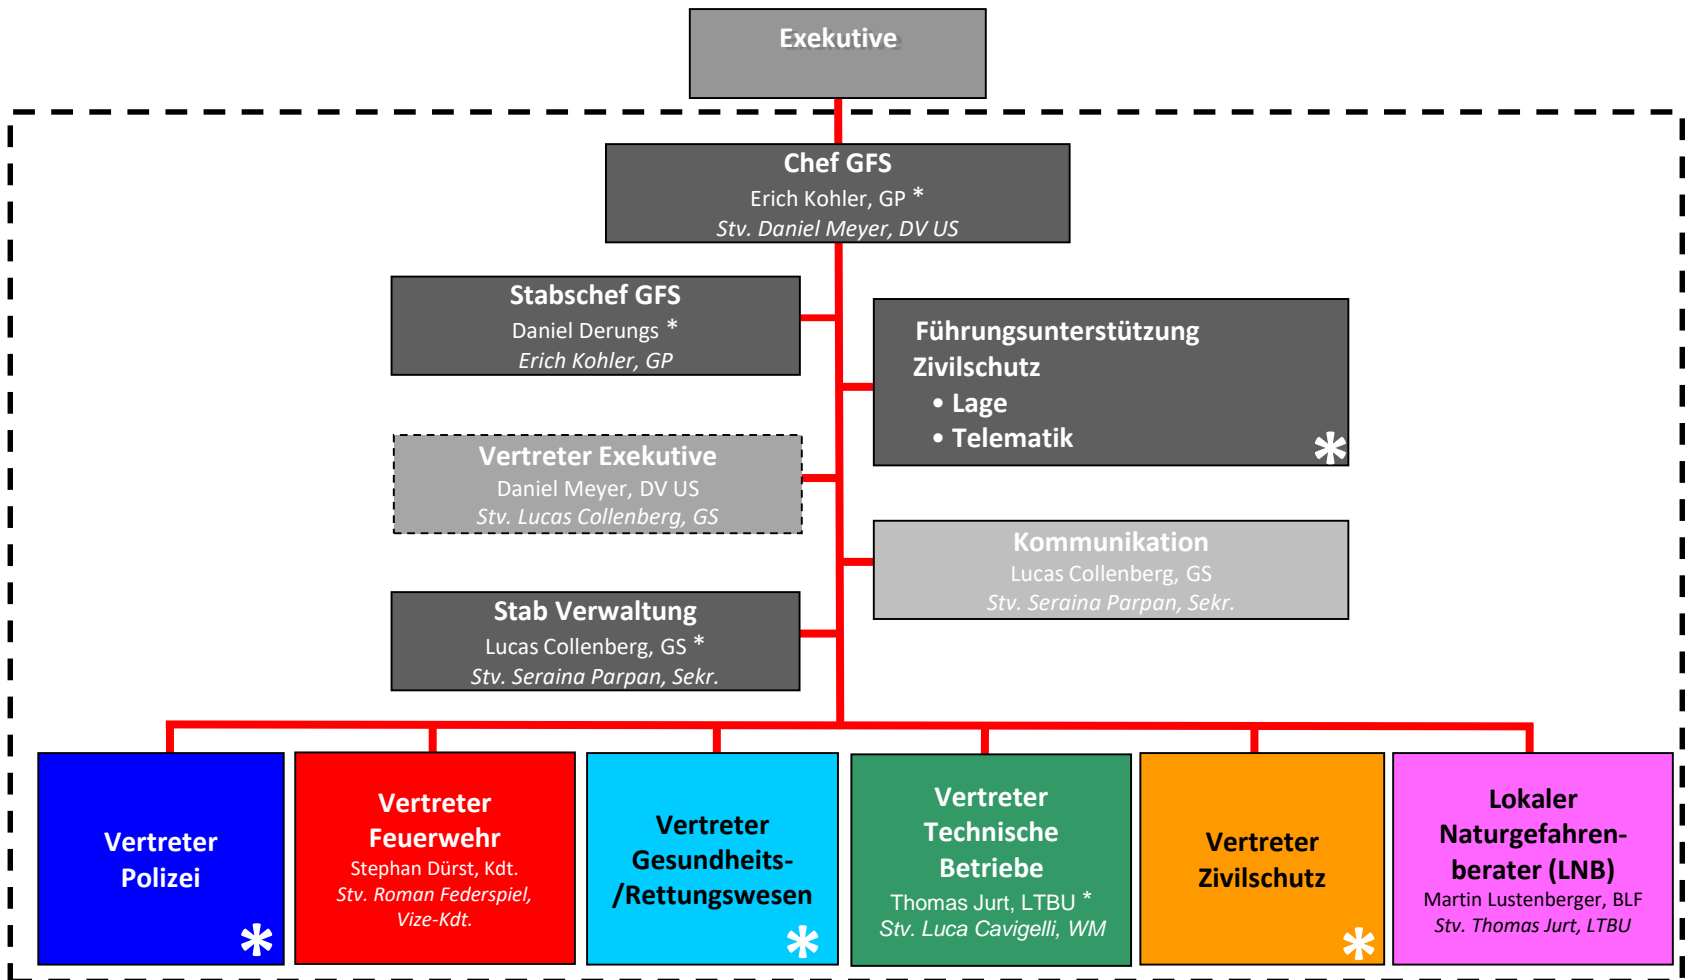 Exekutive
Chef GFS
Erich Kohler, GP *
Stv. Daniel Meyer, DV US
Stabschef GFS
Daniel Derungs *
Erich Kohler, GP
Führungsunterstützung
Zivilschutz
• Lage
• Telematik
*
Vertreter Exekutive
Daniel Meyer, DV US
Stv. Lucas Collenberg, GS
Kommunikation
Lucas Collenberg, GS
Stv. Seraina Parpan, Sekr.
Stab Verwaltung
Lucas Collenberg, GS *
Stv. Seraina Parpan, Sekr.
Vertreter
Polizei
*
Vertreter
Feuerwehr
Stephan Dürst, Kdt.
Stv. Roman Federspiel,
Vize-Kdt.
Vertreter
Gesundheits-
/Rettungswesen
*
Vertreter
Technische
Betriebe
Thomas Jurt, LTBU *
Stv. Luca Cavigelli, WM
Vertreter
Zivilschutz
*
Lokaler
Naturgefahren-
berater (LNB)
Martin Lustenberger, BLF
Stv. Thomas Jurt, LTBU